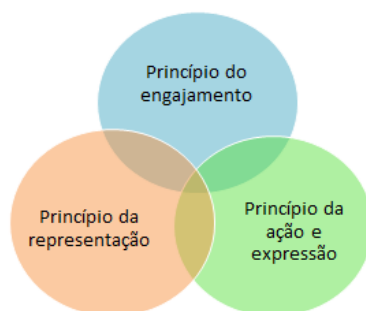 Princípio do
engajamento
Princípio da
representação
Princípio da
ação e
expressão